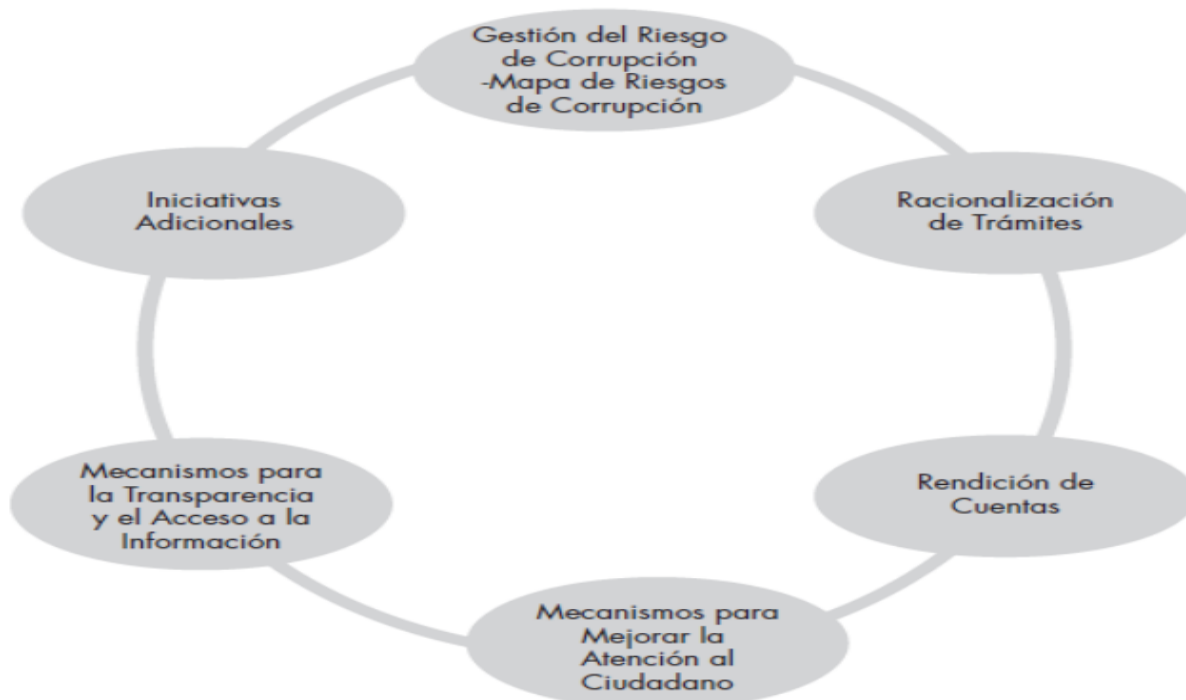 Gestión del Riesgo
de Corrupción
-Mapa de Riesgos
de Corrupción
Iniciativas
Adicionales
Racionalización
de Trámites
Mecanismos para
la Transparencia
y el Acceso a la
Información
Rendición de
Cuentas
Mecanismos para
Mejorar la
Atención al
Ciudadano